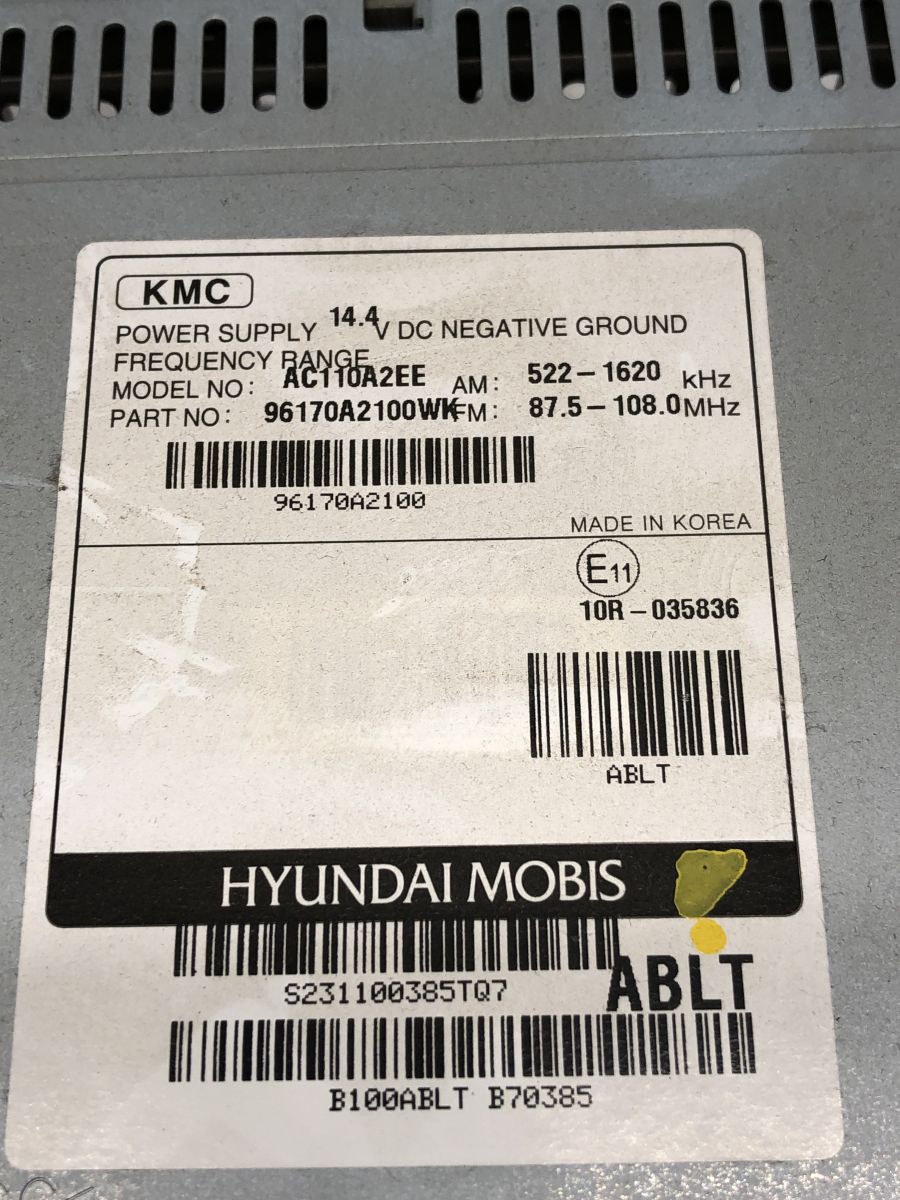 KMC
POWER SUPPLY 14.4 V DC NEGATIVE GROUND
FREQUENCY RANGE
MODEL NO: AC110A2EE AM: 522-1620 kHz
PART NO: 96170A2100WK FM: 87.5-108.0 MHz
96170A2100
MADE IN KOREA
E11
10R-035836
ABLT
HYUNDAI MOBIS
S231100385TQ7
ABLT
B100ABLT B70385